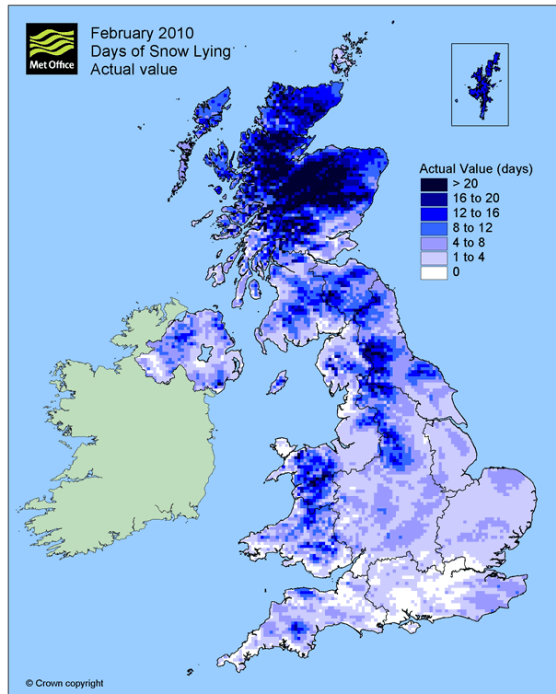 Met Office
February 2010
Days of Snow Lying
Actual value
Actual Value (days)
> 20
16 to 20
12 to 16
8 to 12
4 to 8
1 to 4
0
© Crown copyright